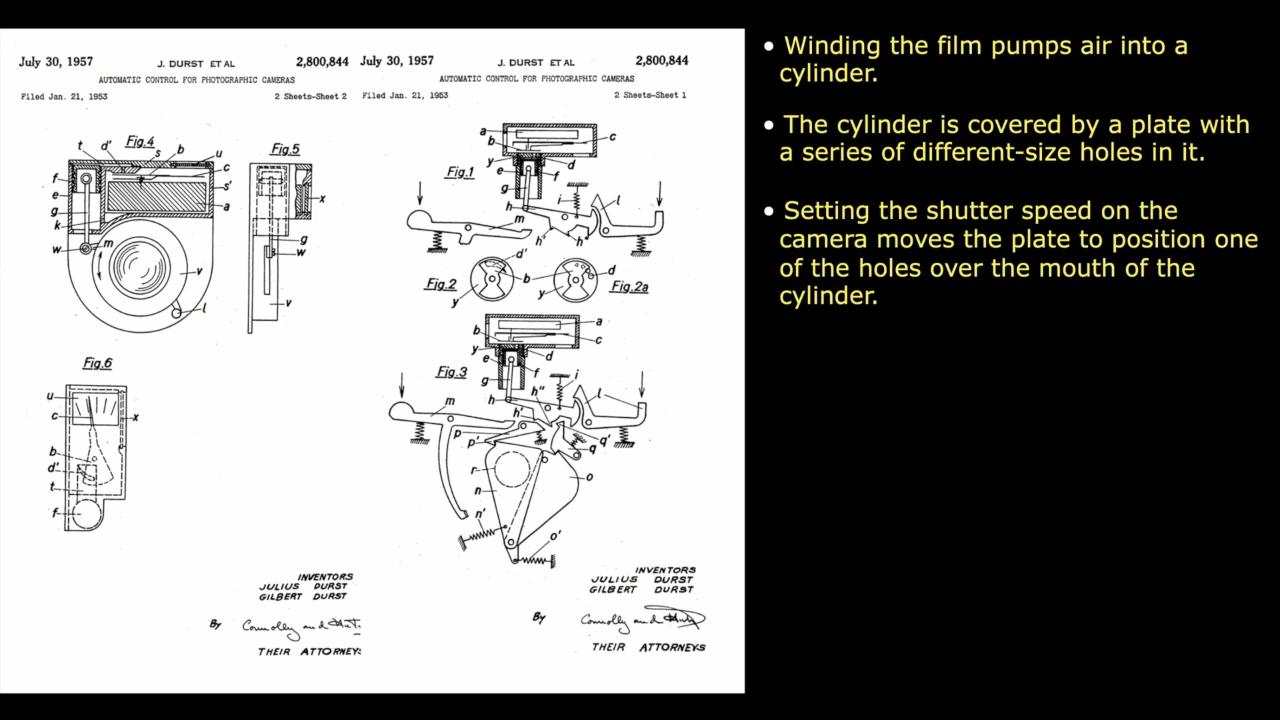 July 30, 1957
J. DURST ET AL
2,800,844
AUTOMATIC CONTROL FOR PHOTOGRAPHIC CAMERAS
Filed Jan. 21, 1953
2 Sheets-Sheet 2
Fig.4
t d' s b u
c
f
s'
e
g
a
k
w m
v
l
Fig.5
x
g
w
v
Fig.6
u
c
x
b
d'
t
f
INVENTORS
JULIUS DURST
GILBERT DURST
By
Connolly and
THEIR ATTORNEYS
July 30, 1957
J. DURST ET AL
2,800,844
AUTOMATIC CONTROL FOR PHOTOGRAPHIC CAMERAS
Filed Jan. 21, 1953
2 Sheets-Sheet 1
Fig.1
a
b
c
y
d
e
f
g
i
l
h
m
h' h"
Fig.2
d'
b
y
Fig.2a
d
y
Fig.3
a
b
c
y
d
e
f
g
i
h"
l
h
m
h'
p
p'
q'
q
r
n
o
n'
o'
INVENTORS
JULIUS DURST
GILBERT DURST
By
Connolly and Hutz
THEIR ATTORNEYS
• Winding the film pumps air into a
cylinder.
• The cylinder is covered by a plate with
a series of different-size holes in it.
• Setting the shutter speed on the
camera moves the plate to position one
of the holes over the mouth of the
cylinder.